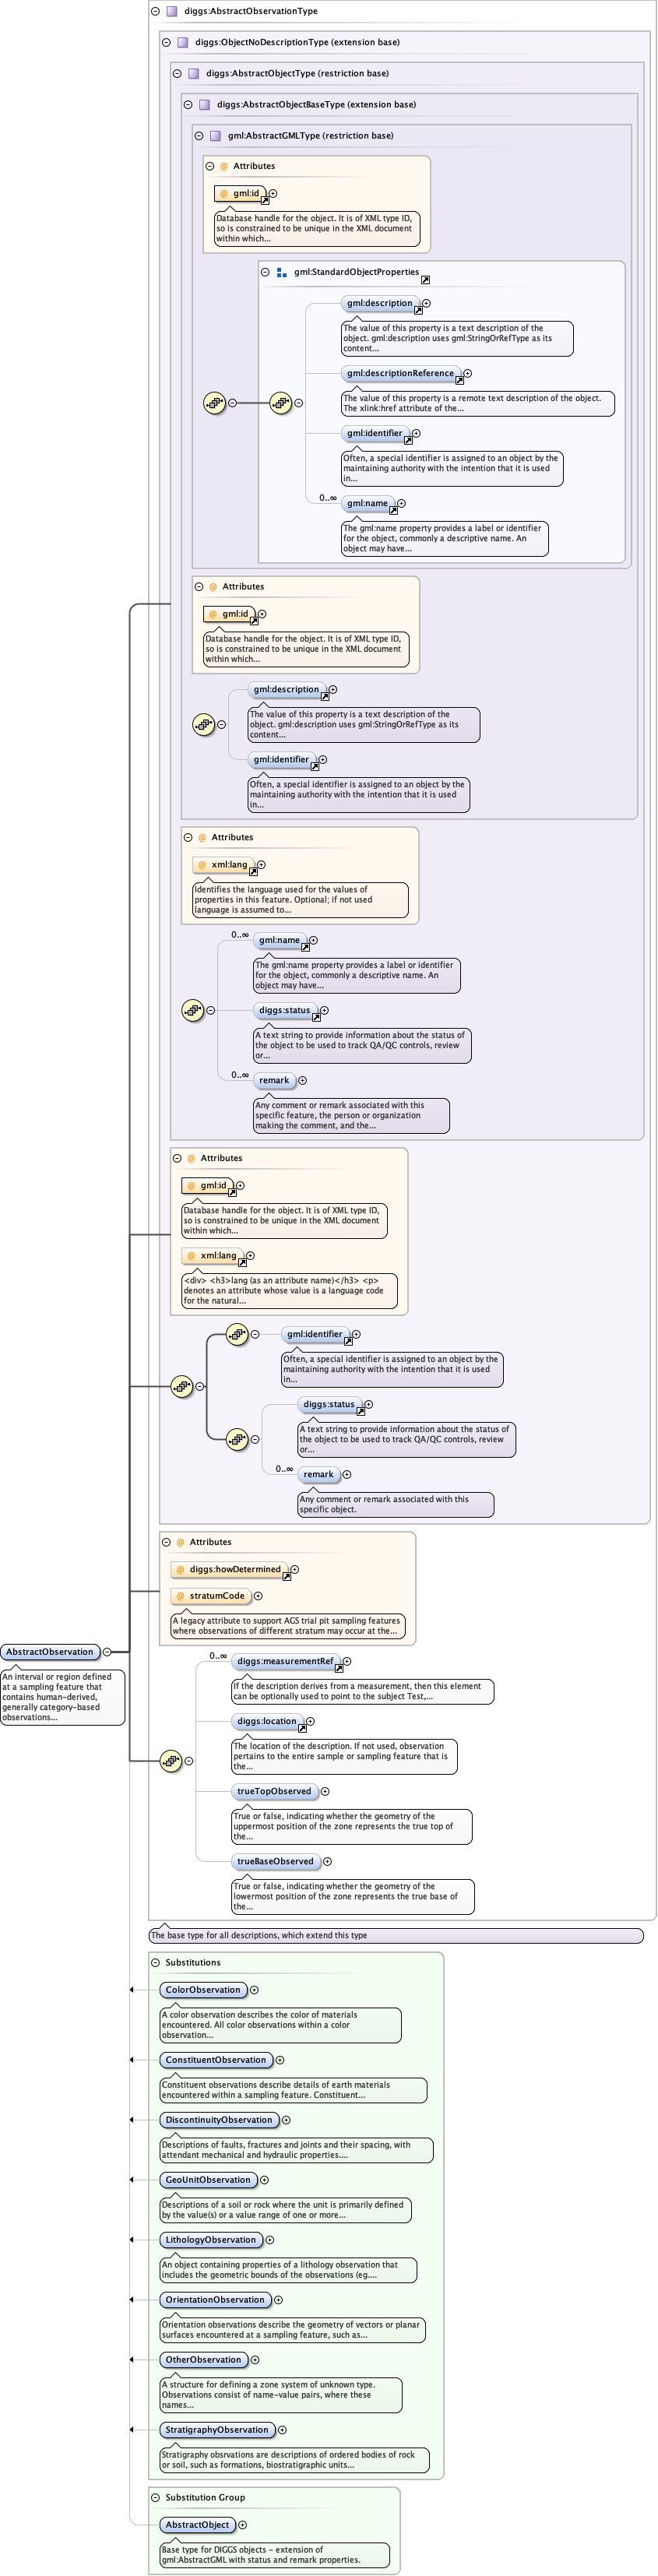 diggs:AbstractObservationType
diggs:ObjectNoDescriptionType (extension base)
diggs:AbstractObjectType (restriction base)
diggs:AbstractObjectBaseType (extension base)
gml:AbstractGMLType (restriction base)
@ Attributes
@ gml:id
Database handle for the object. It is of XML type ID,
so is constrained to be unique in the XML document
within which...
gml:StandardObjectProperties
gml:description
The value of this property is a text description of the
object. gml:description uses gml:StringOrRefType as its
content...
gml:descriptionReference
The value of this property is a remote text description of the object.
The xlink:href attribute of the...
gml:identifier
Often, a special identifier is assigned to an object by the
maintaining authority with the intention that it is used
in...
0..∞
gml:name
The gml:name property provides a label or identifier
for the object, commonly a descriptive name. An
object may have...
@ Attributes
@ gml:id
Database handle for the object. It is of XML type ID,
so is constrained to be unique in the XML document
within which...
gml:description
The value of this property is a text description of the
object. gml:description uses gml:StringOrRefType as its
content...
gml:identifier
Often, a special identifier is assigned to an object by the
maintaining authority with the intention that it is used
in...
@ Attributes
@ xml:lang
Identifies the language used for the values of
properties in this feature. Optional; if not used
language is assumed to...
0..∞
gml:name
The gml:name property provides a label or identifier
for the object, commonly a descriptive name. An
object may have...
diggs:status
A text string to provide information about the status of
the object to be used to track QA/QC controls, review
or...
0..∞
remark
Any comment or remark associated with this
specific feature, the person or organization
making the comment, and the...
@ Attributes
@ gml:id
Database handle for the object. It is of XML type ID,
so is constrained to be unique in the XML document
within which...
@ xml:lang
<div> <h3>lang (as an attribute name)</h3> <p>
denotes an attribute whose value is a language code
for the natural...
gml:identifier
Often, a special identifier is assigned to an object by the
maintaining authority with the intention that it is used
in...
diggs:status
A text string to provide information about the status of
the object to be used to track QA/QC controls, review
or...
0..∞
remark
Any comment or remark associated with this
specific object.
@ Attributes
@ diggs:howDetermined
@ stratumCode
A legacy attribute to support AGS trial pit sampling features
where observations of different stratum may occur at the...
AbstractObservation
An interval or region defined
at a sampling feature that
contains human-derived,
generally category-based
observations...
0..∞
diggs:measurementRef
If the description derives from a measurement, then this element
can be optionally used to point to the subject Test,...
diggs:location
The location of the description. If not used, observation
pertains to the entire sample or sampling feature that is
the...
trueTopObserved
True or false, indicating whether the geometry of the
uppermost position of the zone represents the true top of
the...
trueBaseObserved
True or false, indicating whether the geometry of the
lowermost position of the zone represents the true base of
the...
The base type for all descriptions, which extend this type
Substitutions
ColorObservation
A color observation describes the color of materials
encountered. All color observations within a color
observation...
ConstituentObservation
Constituent observations describe details of earth materials
encountered within a sampling feature. Constituent...
DiscontinuityObservation
Descriptions of faults, fractures and joints and their spacing, with
attendant mechanical and hydraulic properties....
GeoUnitObservation
Descriptions of a soil or rock where the unit is primarily defined
by the value(s) or a value range of one or more...
LithologyObservation
An object containing properties of a lithology observation that
includes the geometric bounds of the observations (eg....
OrientationObservation
Orientation observations describe the geometry of vectors or planar
surfaces encountered at a sampling feature, such as...
OtherObservation
A structure for defining a zone system of unknown type.
Observations consist of name-value pairs, where these
names...
StratigraphyObservation
Stratigraphy obsrvations are descriptions of ordered bodies of rock
or soil, such as formations, biostratigraphic units...
Substitution Group
AbstractObject
Base type for DIGGS objects - extension of
gml:AbstractGML with status and remark properties.